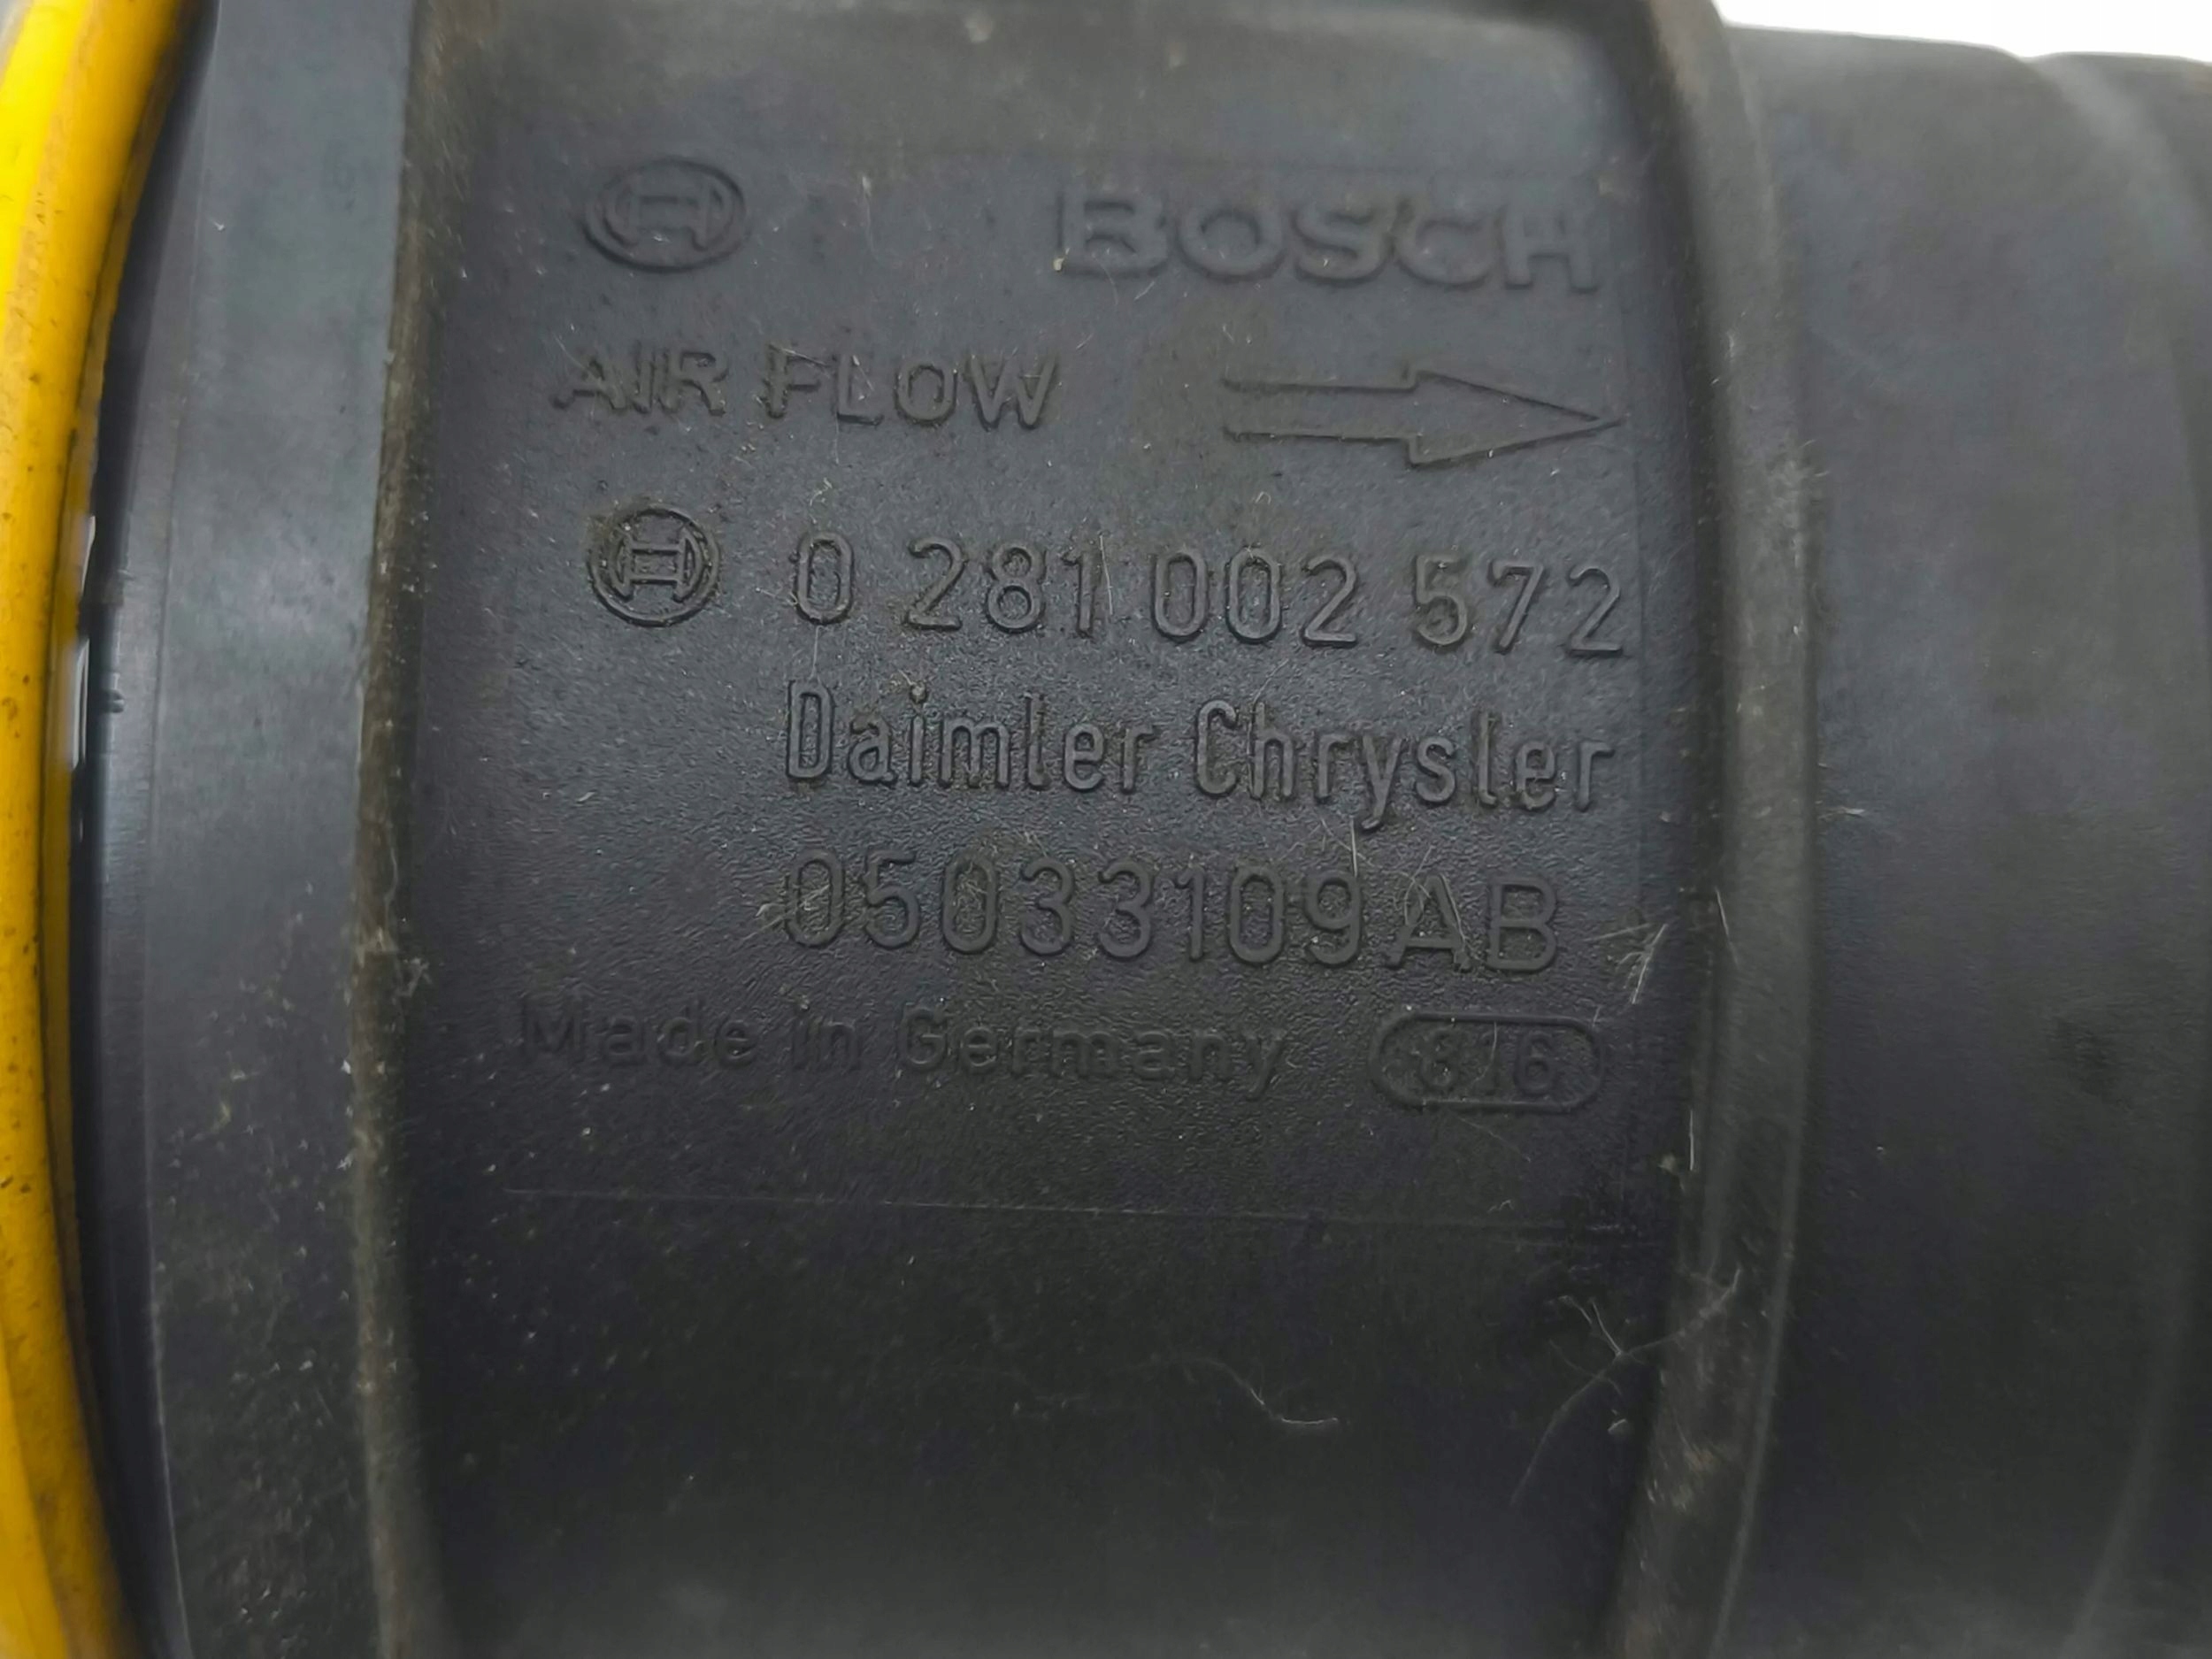 BOSCH
AIR FLOW
0 281 002 572
Daimler Chrysler
05033109AB
Made in Germany 816